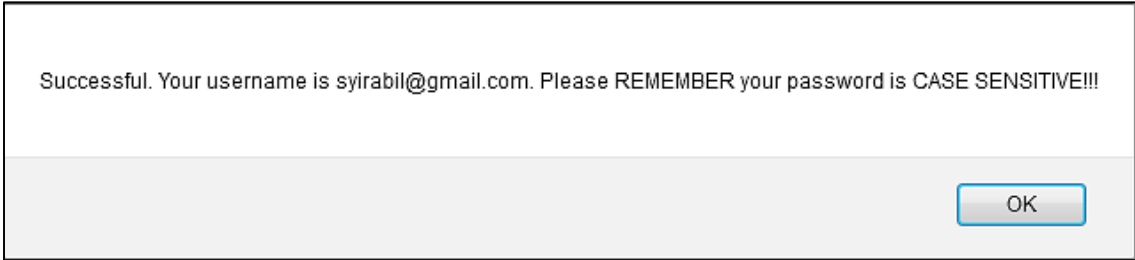 Successful. Your username is syirabil@gmail.com. Please REMEMBER your password is CASE SENSITIVE!!!
OK